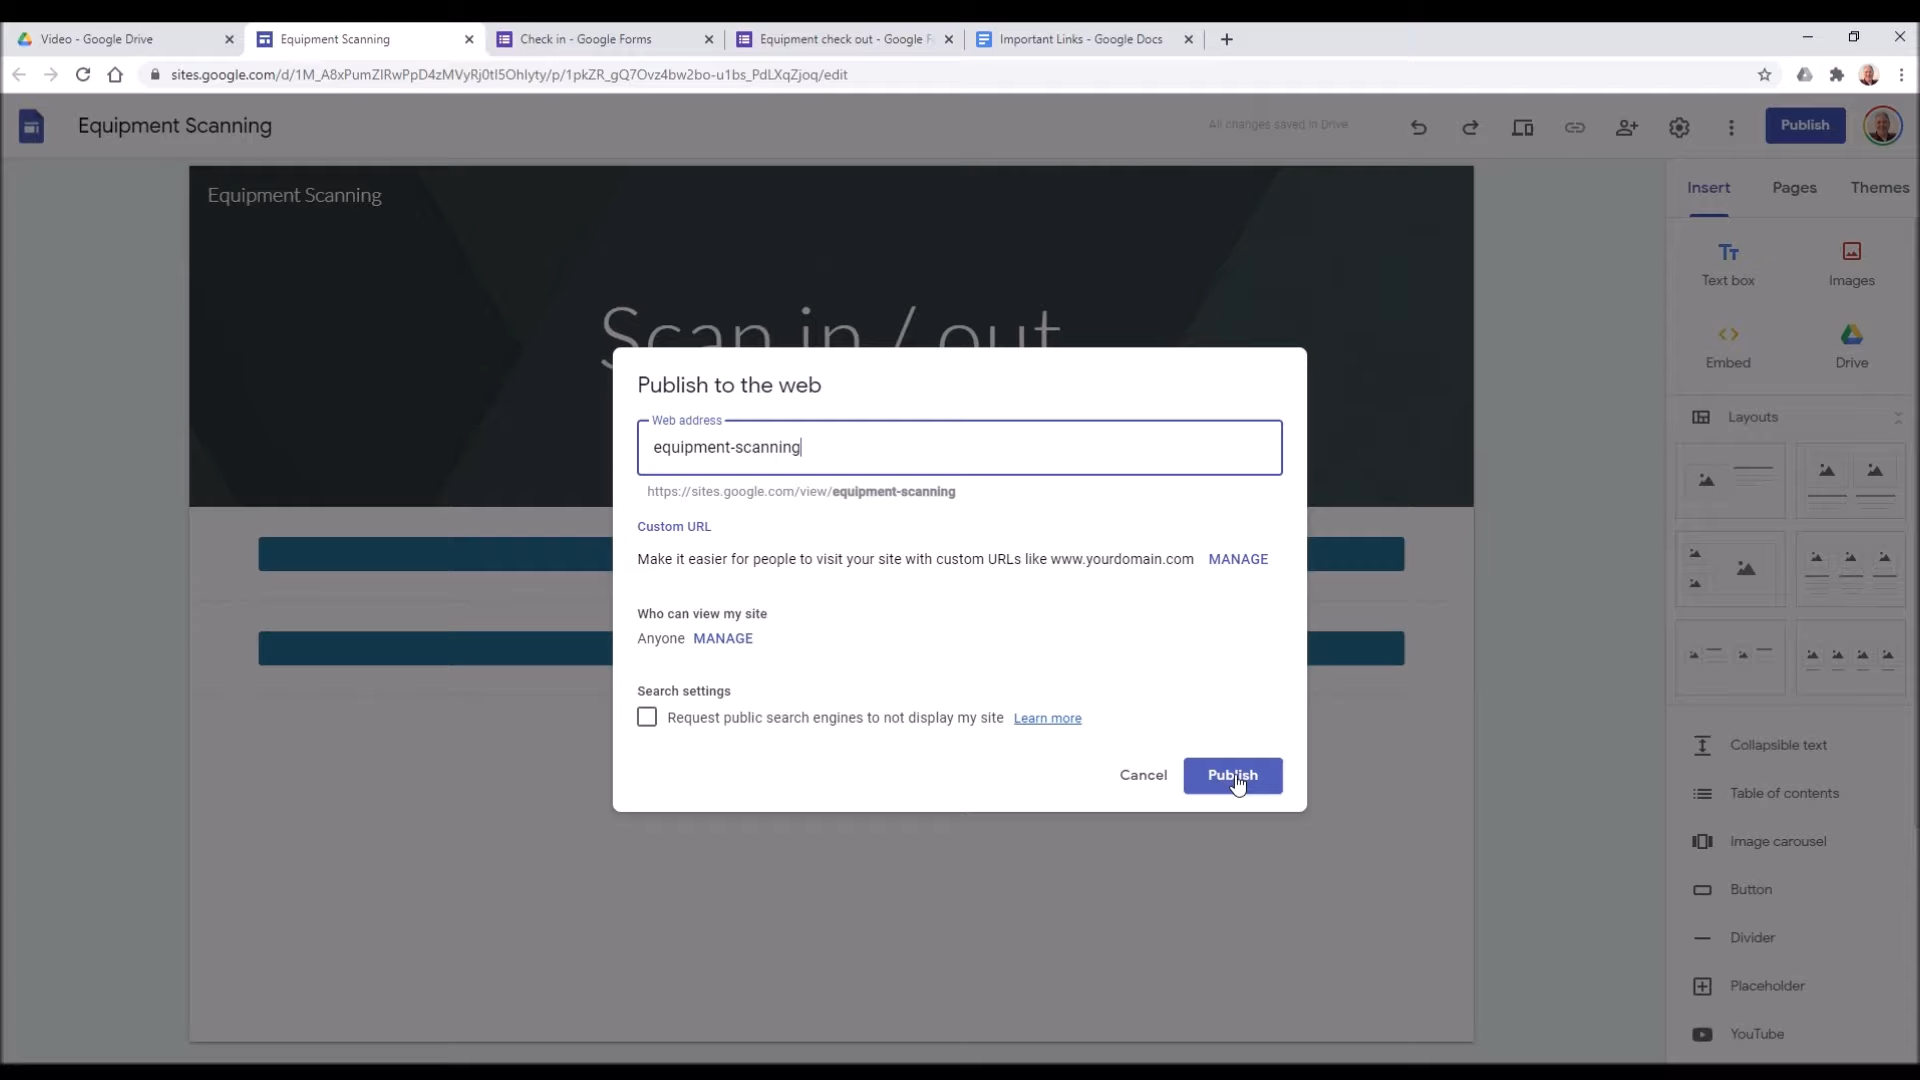 Video - Google Drive
Equipment Scanning
Check in - Google Forms
Equipment check out - Google F
Important Links - Google Docs
sites.google.com/d/1M_A8xPumZIRwPpD4zMVyRj0tI5Ohlyty/p/1pkZR_gQ7Ovz4bw2bo-u1bs_PdLXqZjoq/edit
Equipment Scanning
All changes saved in Drive
Publish
Insert
Pages
Themes
Equipment Scanning
Scan in / out
Text box
Images
Embed
Drive
Layouts
Publish to the web
Web address
equipment-scanning
https://sites.google.com/view/equipment-scanning
Custom URL
Make it easier for people to visit your site with custom URLs like www.yourdomain.com MANAGE
Who can view my site
Anyone MANAGE
Search settings
Request public search engines to not display my site Learn more
Cancel
Publish
Collapsible text
Table of contents
Image carousel
Button
Divider
Placeholder
YouTube